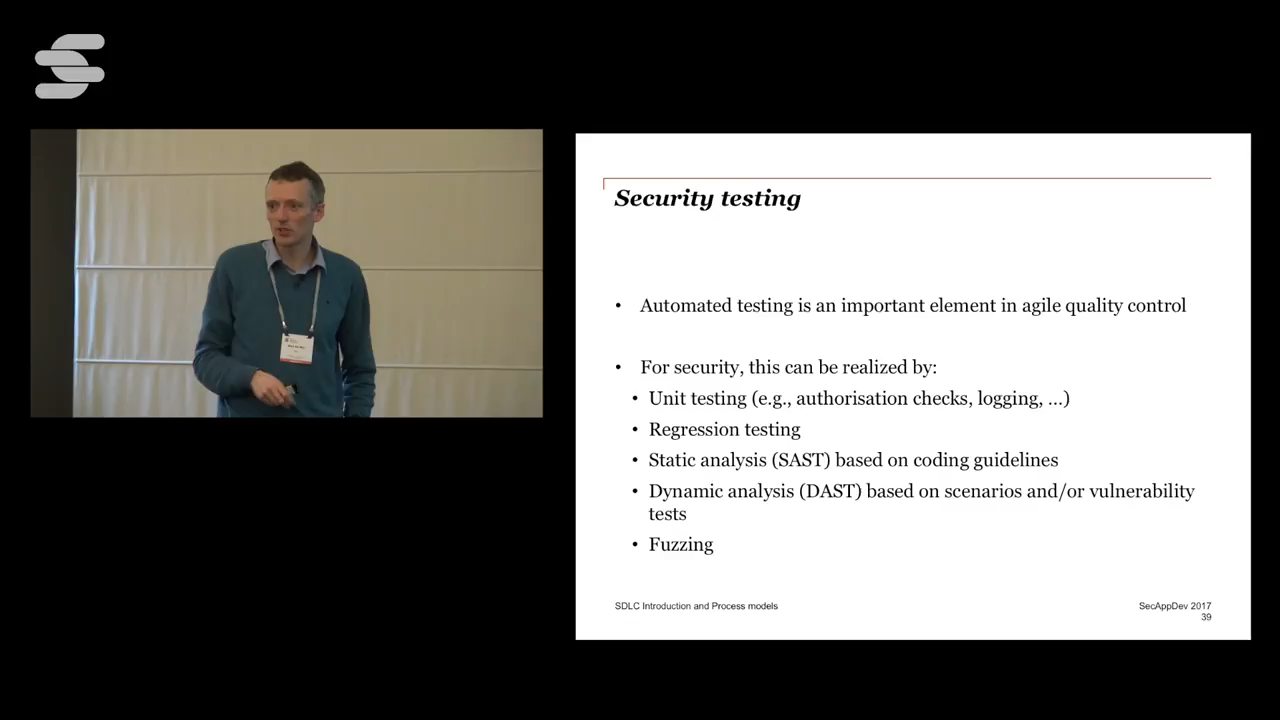 Security testing
• Automated testing is an important element in agile quality control
• For security, this can be realized by:
• Unit testing (e.g., authorisation checks, logging, ...)
• Regression testing
• Static analysis (SAST) based on coding guidelines
• Dynamic analysis (DAST) based on scenarios and/or vulnerability
tests
• Fuzzing
SDLC Introduction and Process models
SecAppDev 2017
39